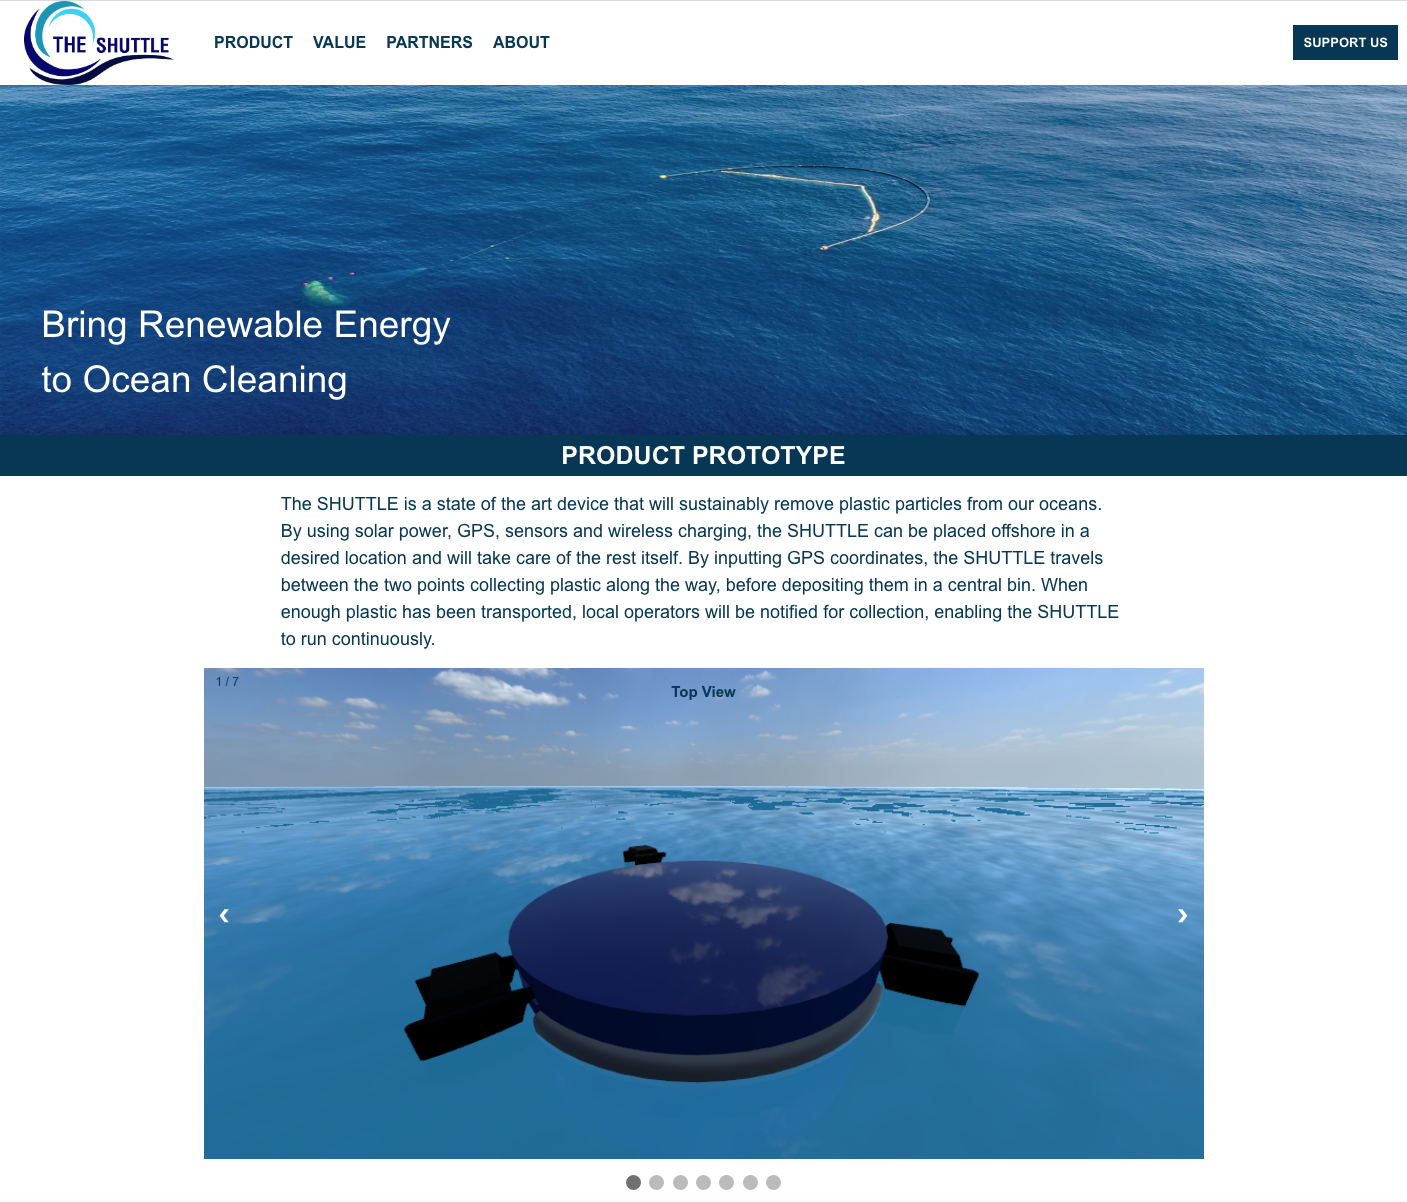 THE SHUTTLE
PRODUCT VALUE PARTNERS ABOUT
SUPPORT US
Bring Renewable Energy
to Ocean Cleaning
PRODUCT PROTOTYPE
The SHUTTLE is a state of the art device that will sustainably remove plastic particles from our oceans.
By using solar power, GPS, sensors and wireless charging, the SHUTTLE can be placed offshore in a
desired location and will take care of the rest itself. By inputting GPS coordinates, the SHUTTLE travels
between the two points collecting plastic along the way, before depositing them in a central bin. When
enough plastic has been transported, local operators will be notified for collection, enabling the SHUTTLE
to run continuously.
1 / 7
Top View
❮ ❯